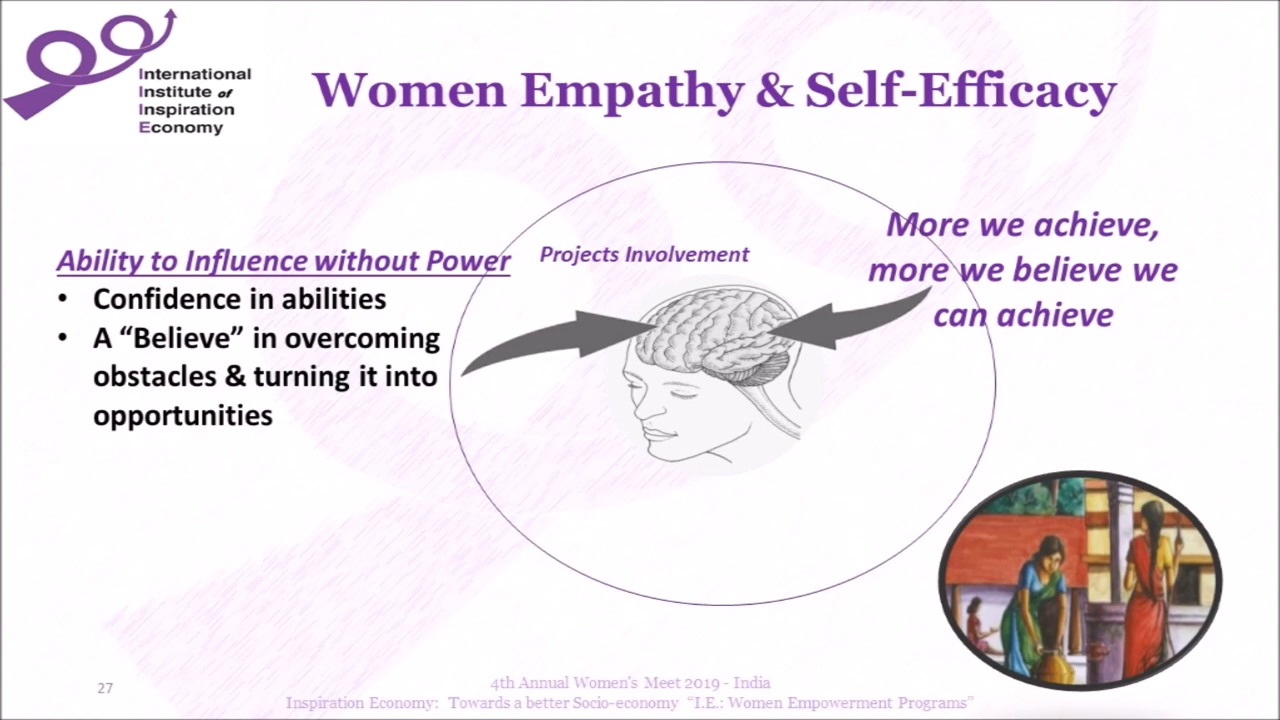 International
Institute of
Inspiration
Economy
Women Empathy & Self-Efficacy
Ability to Influence without Power
• Confidence in abilities
• A “Believe” in overcoming
obstacles & turning it into
opportunities
Projects Involvement
More we achieve,
more we believe we
can achieve
27
4th Annual Women's Meet 2019 - India
Inspiration Economy: Towards a better Socio-economy “I.E.: Women Empowerment Programs”